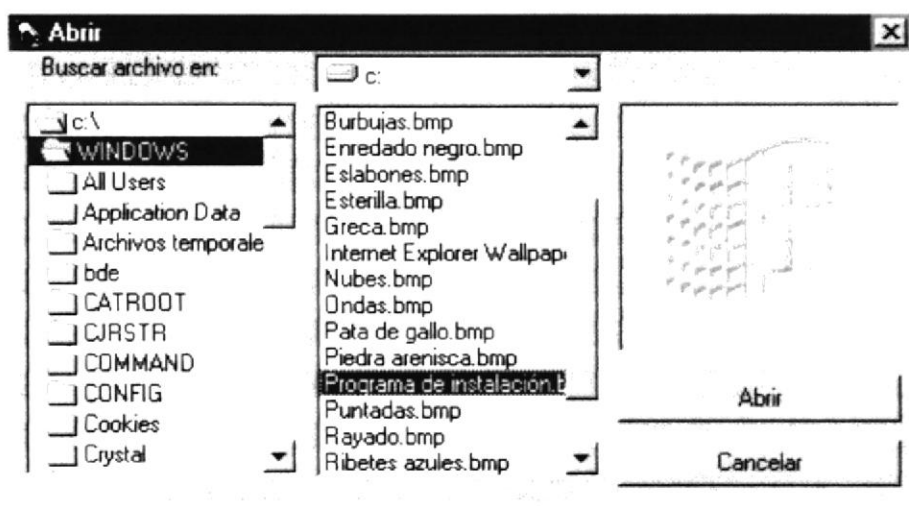 Abrir
Buscar archivo en:
c:
c:\
WINDOWS
All Users
Application Data
Archivos temporale
bde
CATROOT
CJRSTR
COMMAND
CONFIG
Cookies
Crystal
Burbujas.bmp
Enredado negro.bmp
Eslabones.bmp
Esterilla.bmp
Greca.bmp
Internet Explorer Wallpap
Nubes.bmp
Ondas.bmp
Pata de gallo.bmp
Piedra arenisca.bmp
Programa de instalación.b
Puntadas.bmp
Rayado.bmp
Ribetes azules.bmp
Abrir
Cancelar